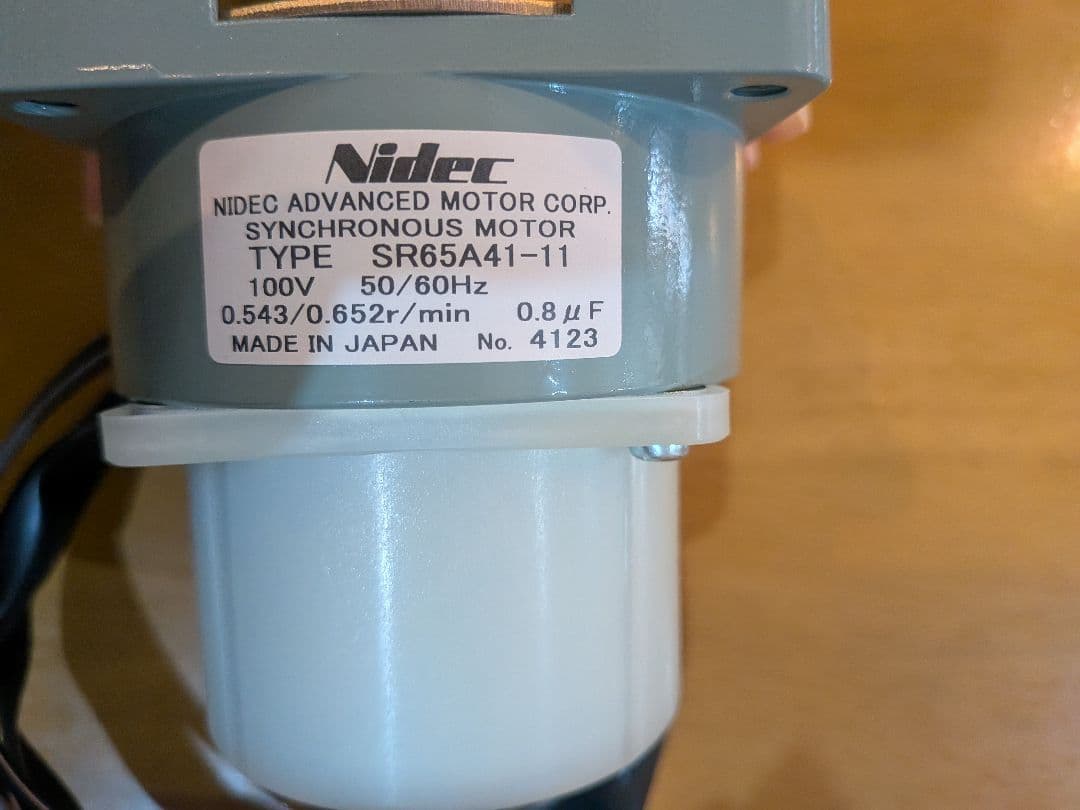 Nidec
NIDEC ADVANCED MOTOR CORP.
SYNCHRONOUS MOTOR
TYPE SR65A41-11
100V 50/60Hz
0.543/0.652r/min 0.8μF
MADE IN JAPAN No. 4123